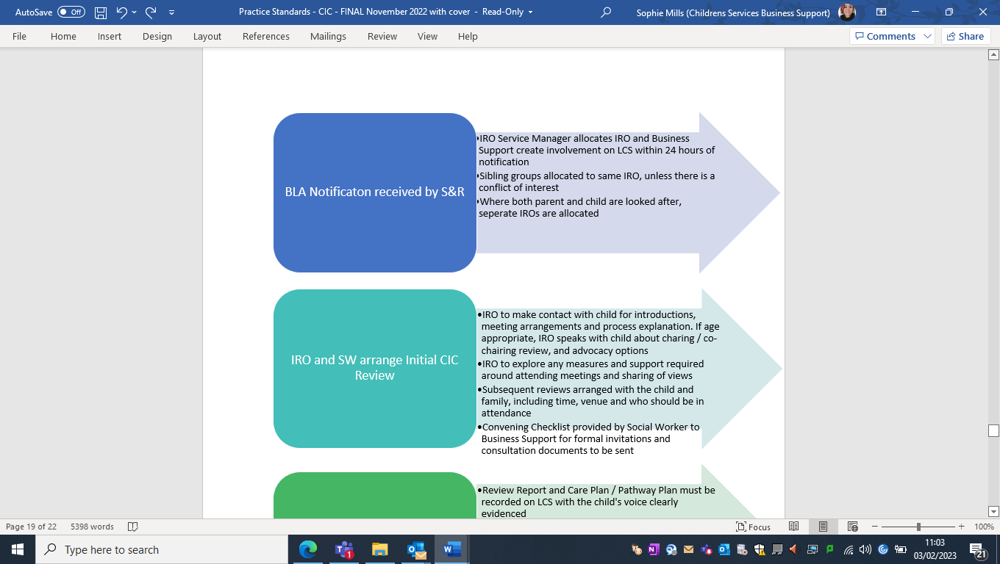 AutoSave Off
Practice Standards - CIC - FINAL November 2022 with cover - Read-Only
Sophie Mills (Childrens Services Business Support)
File Home Insert Design Layout References Mailings Review View Help
Comments Share
BLA Notificaton received by S&R
•IRO Service Manager allocates IRO and Business
Support create involvement on LCS within 24 hours of
notification
•Sibling groups allocated to same IRO, unless there is a
conflict of interest
•Where both parent and child are looked after,
seperate IROs are allocated
IRO and SW arrange Initial CIC
Review
•IRO to make contact with child for introductions,
meeting arrangements and process explanation. If age
appropriate, IRO speaks with child about charing / co-
chairing review, and advocacy options
•IRO to explore any measures and support required
around attending meetings and sharing of views
•Subsequent reviews arranged with the child and
family, including time, venue and who should be in
attendance
•Convening Checklist provided by Social Worker to
Business Support for formal invitations and
consultation documents to be sent
•Review Report and Care Plan / Pathway Plan must be
recorded on LCS with the child's voice clearly
evidenced
Page 19 of 22 5398 words
Focus
100%
Type here to search
1
11:03
03/02/2023
21